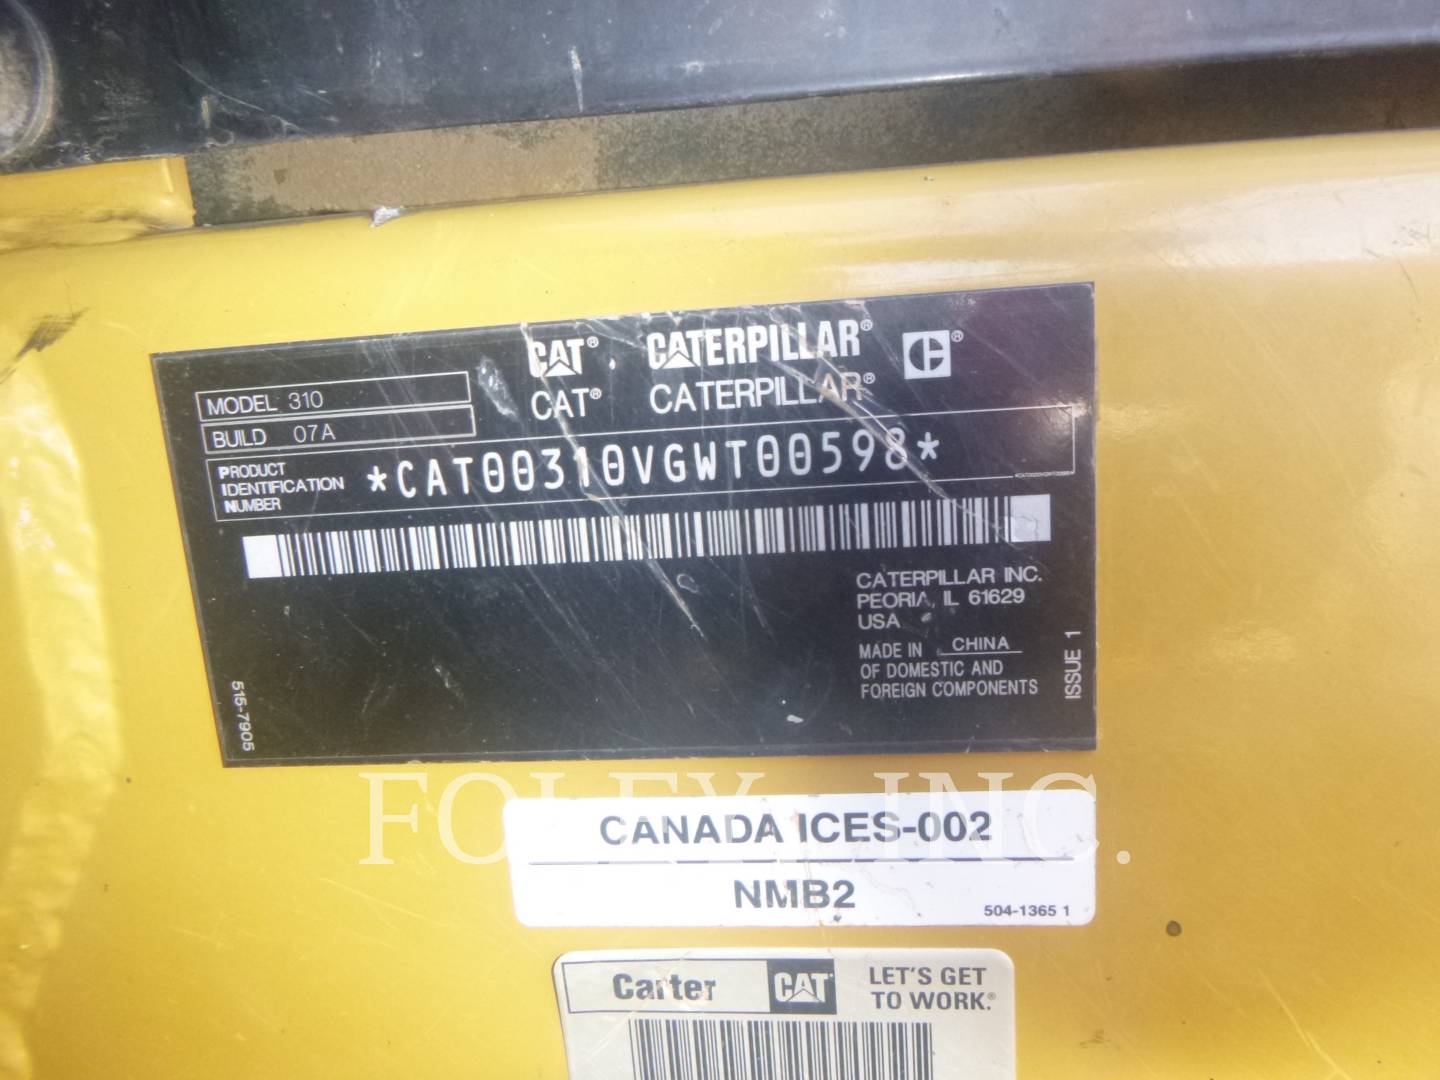 CAT® CATERPILLAR® ®
CAT® CATERPILLAR®
MODEL 310
BUILD 07A
PRODUCT
IDENTIFICATION
NUMBER
*CAT00310VGWT00598*
CATERPILLAR INC.
PEORIA, IL 61629
USA
MADE IN CHINA
OF DOMESTIC AND
FOREIGN COMPONENTS
ISSUE 1
515-7905
FOLEY, INC.
CANADA ICES-002
NMB2
504-1365 1
Carter CAT LET'S GET
TO WORK.®